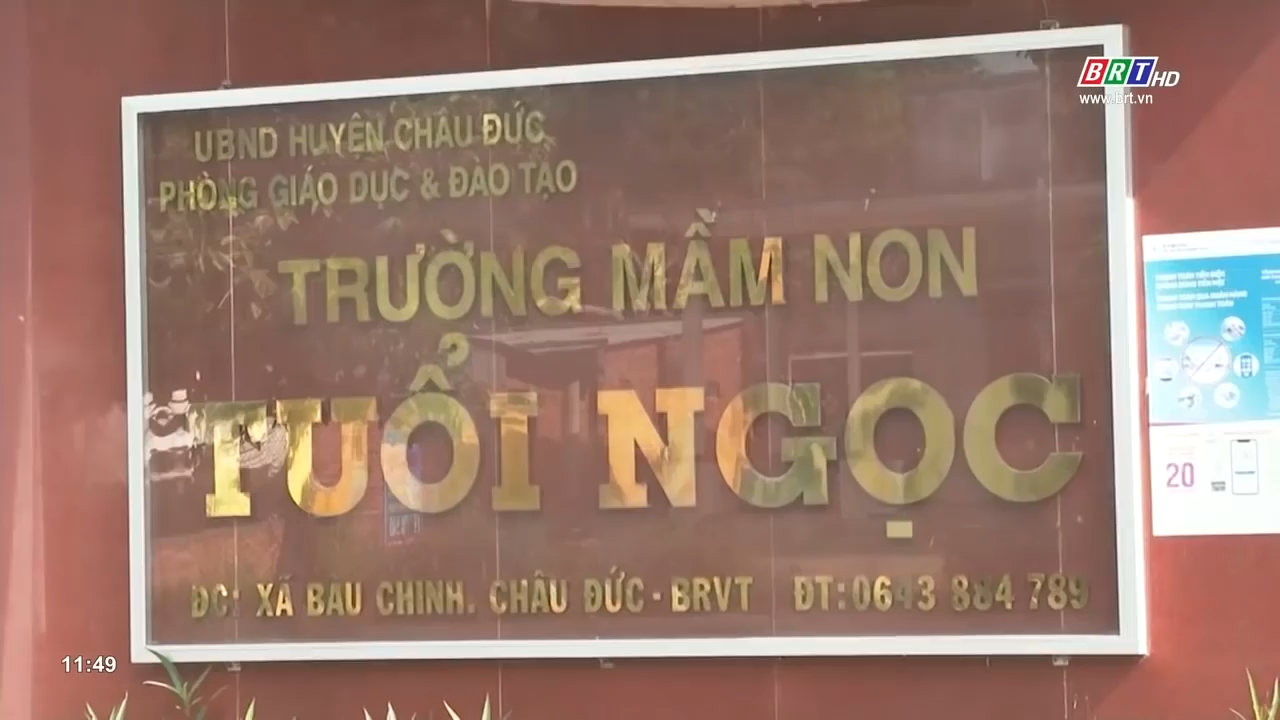 BRT HD
www.brt.vn
UBND HUYỆN CHÂU ĐỨC
PHÒNG GIÁO DỤC & ĐÀO TẠO
TRƯỜNG MẦM NON
TUỔI NGỌC
ĐC: XÃ BÀU CHINH. CHÂU ĐỨC - BRVT ĐT:0643 884 789
20
11:49